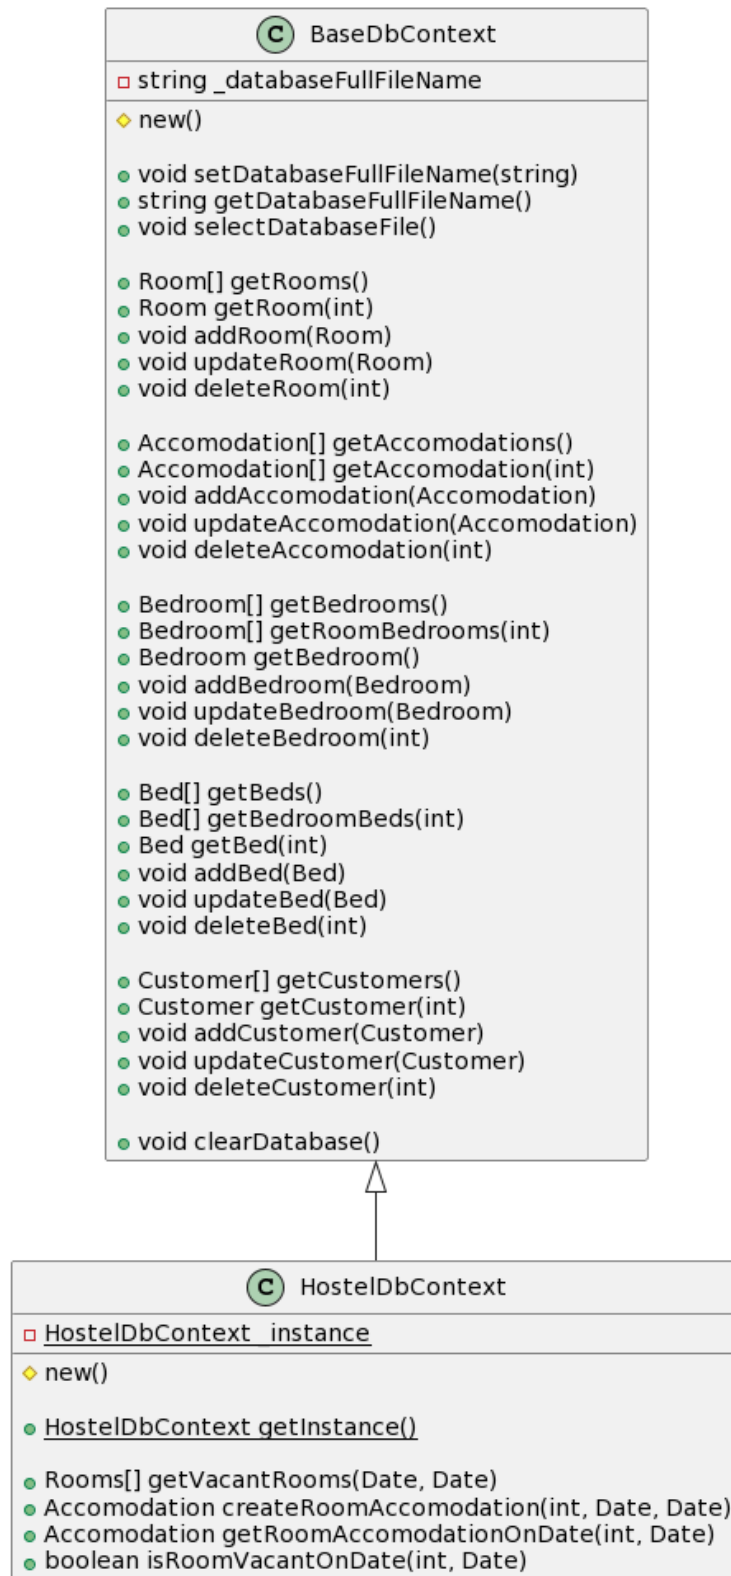 C BaseDbContext
string _databaseFullFileName
new()
void setDatabaseFullFileName(string)
string getDatabaseFullFileName()
void selectDatabaseFile()
Room[] getRooms()
Room getRoom(int)
void addRoom(Room)
void updateRoom(Room)
void deleteRoom(int)
Accomodation[] getAccomodations()
Accomodation[] getAccomodation(int)
void addAccomodation(Accomodation)
void updateAccomodation(Accomodation)
void deleteAccomodation(int)
Bedroom[] getBedrooms()
Bedroom[] getRoomBedrooms(int)
Bedroom getBedroom()
void addBedroom(Bedroom)
void updateBedroom(Bedroom)
void deleteBedroom(int)
Bed[] getBeds()
Bed[] getBedroomBeds(int)
Bed getBed(int)
void addBed(Bed)
void updateBed(Bed)
void deleteBed(int)
Customer[] getCustomers()
Customer getCustomer(int)
void addCustomer(Customer)
void updateCustomer(Customer)
void deleteCustomer(int)
void clearDatabase()
C HostelDbContext
HostelDbContext _instance
new()
HostelDbContext getInstance()
Rooms[] getVacantRooms(Date, Date)
Accomodation createRoomAccomodation(int, Date, Date)
Accomodation getRoomAccomodationOnDate(int, Date)
boolean isRoomVacantOnDate(int, Date)